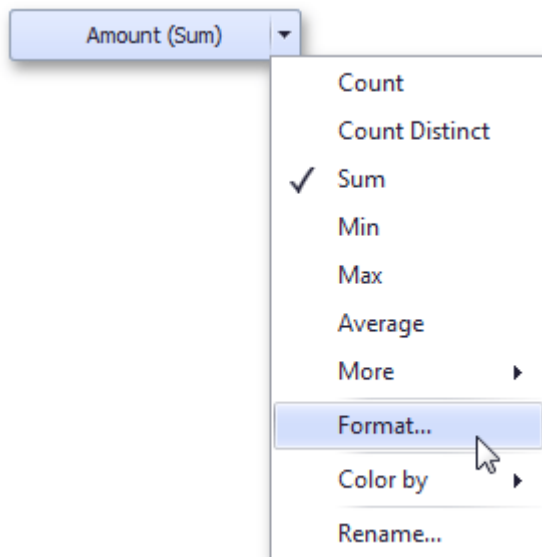 Amount (Sum)
Count
Count Distinct
Sum
Min
Max
Average
More
Format...
Color by
Rename...